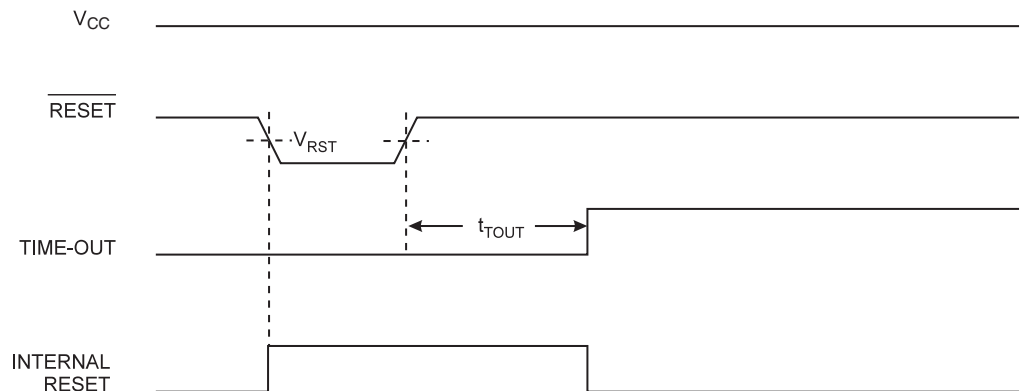 VCC
RESET
VRST
tTOUT
TIME-OUT
INTERNAL
RESET